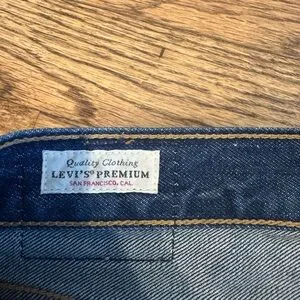 Quality Clothing
LEVI'S® PREMIUM
SAN FRANCISCO, CAL.